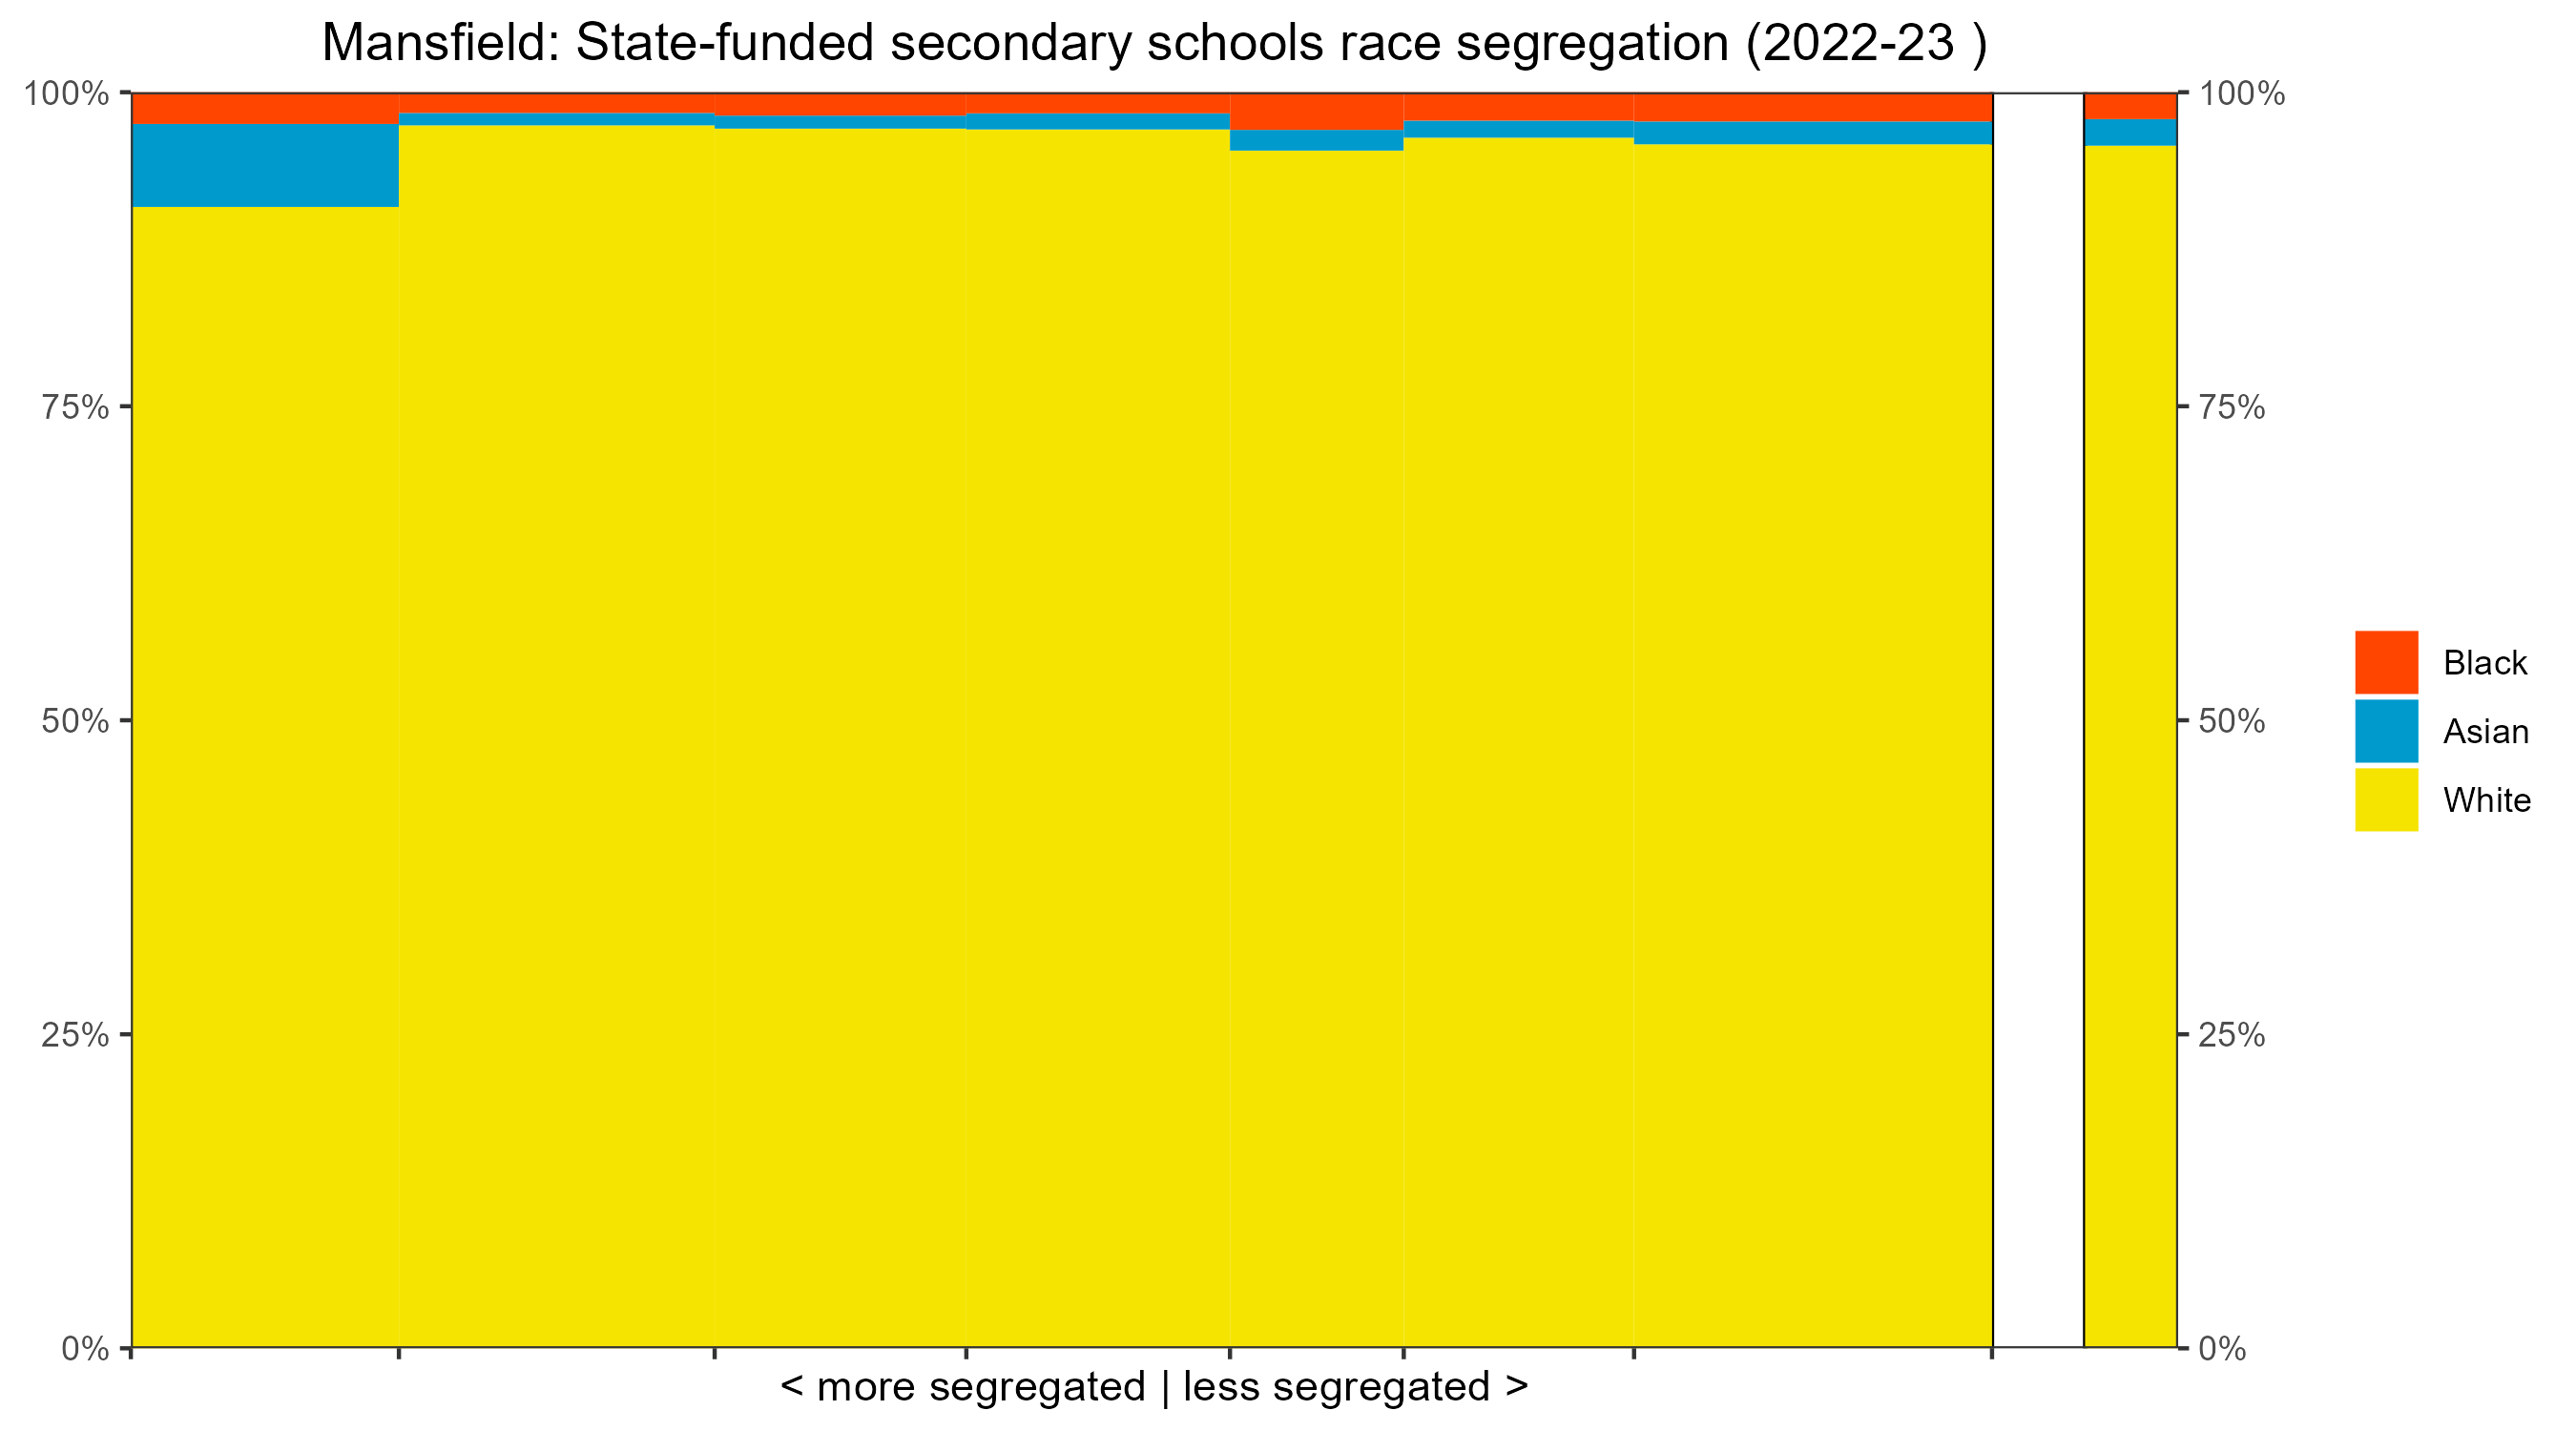 Mansfield: State-funded secondary schools race segregation (2022-23 )
100%
75%
50%
25%
0%
100%
75%
50%
25%
0%
Black
Asian
White
< more segregated | less segregated >